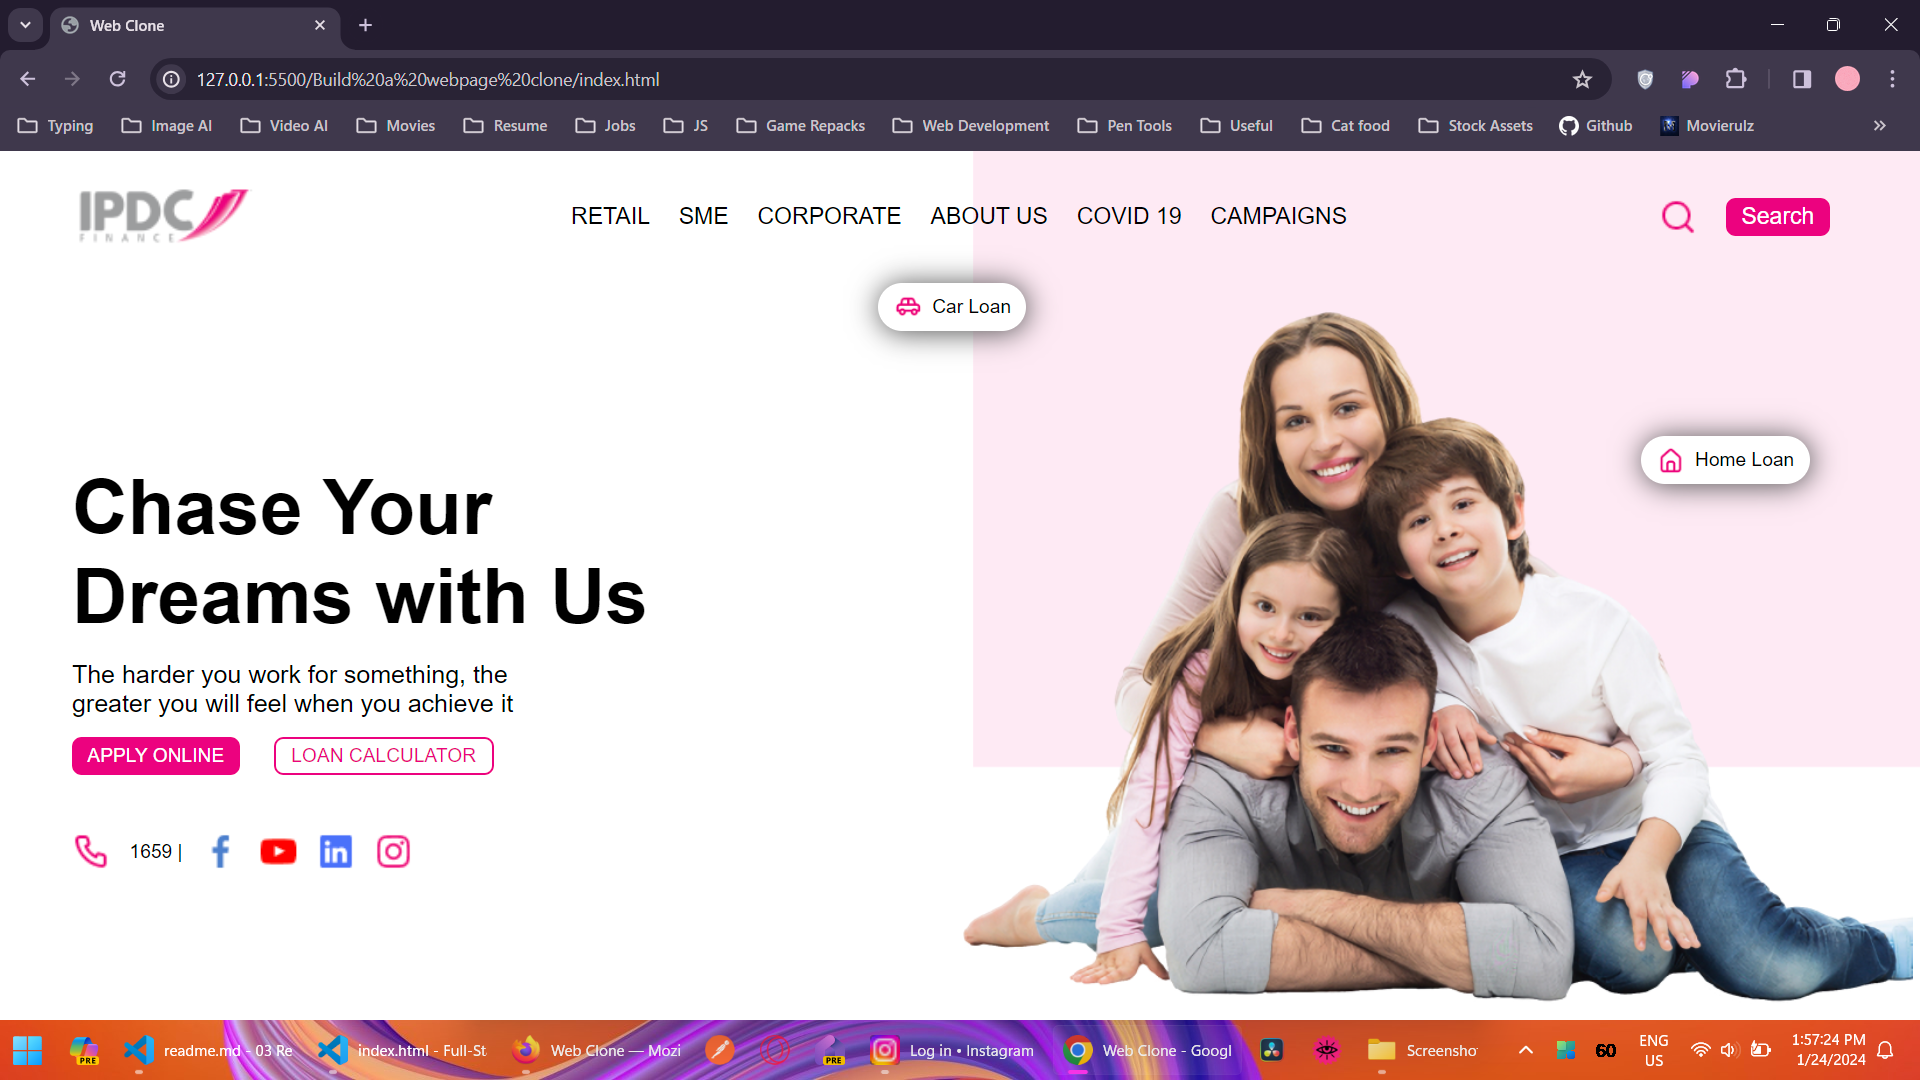 Web Clone
127.0.0.1:5500/Build%20a%20webpage%20clone/index.html
Typing Image AI Video AI Movies Resume Jobs JS Game Repacks Web Development Pen Tools Useful Cat food Stock Assets Github Movierulz
IPDC
FINANCE
RETAIL SME CORPORATE ABOUT US COVID 19 CAMPAIGNS
Search
Car Loan
Home Loan
Chase Your
Dreams with Us
The harder you work for something, the
greater you will feel when you achieve it
APPLY ONLINE LOAN CALCULATOR
1659 |
PRE readme.md - 03 Re index.html - Full-St Web Clone — Mozi PRE Log in • Instagram Web Clone - Googl Screensho 60
ENG
US
1:57:24 PM
1/24/2024